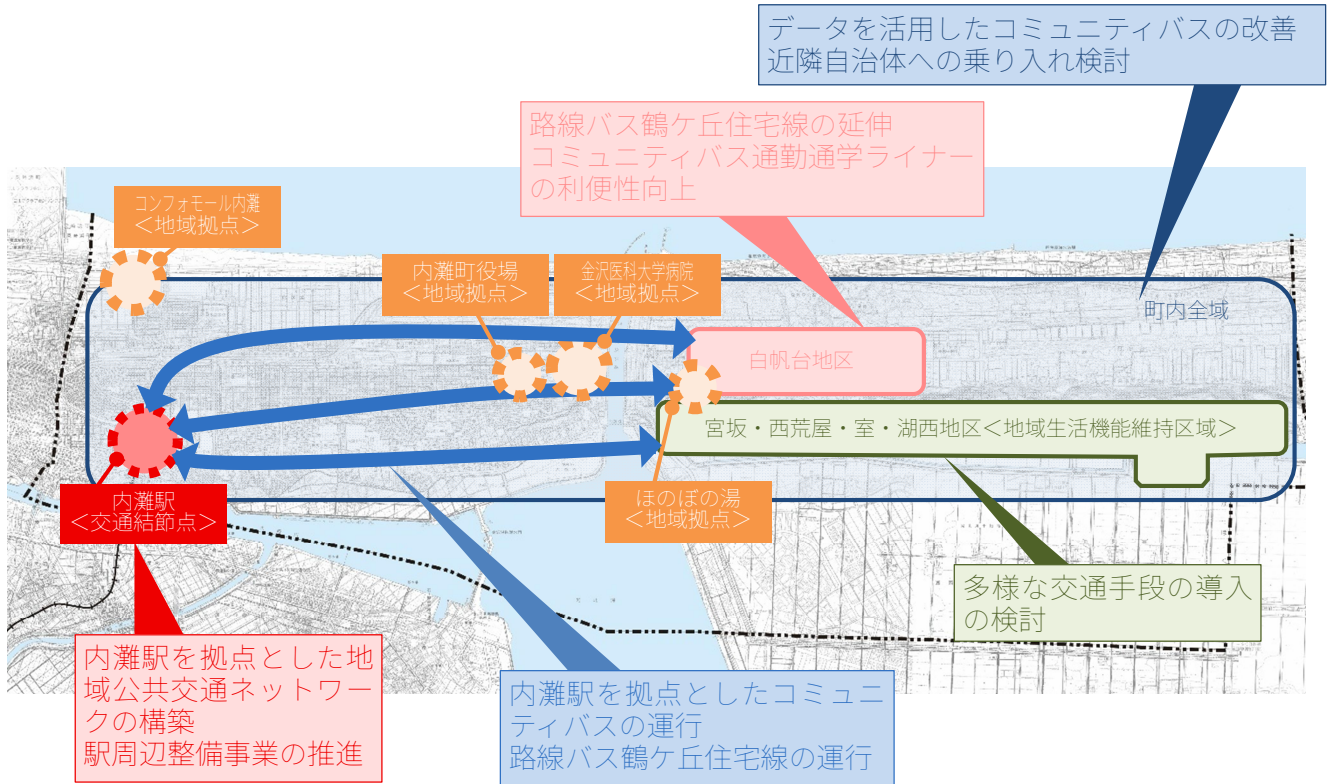 データを活用したコミュニティバスの改善
近隣自治体への乗り入れ検討
路線バス鶴ケ丘住宅線の延伸
コミュニティバス通勤通学ライナー
の利便性向上
コンフォモール内灘
<地域拠点>
内灘町役場
<地域拠点>
金沢医科大学病院
<地域拠点>
町内全域
白帆台地区
宮坂・西荒屋・室・湖西地区<地域生活機能維持区域>
内灘駅
<交通結節点>
ほのぼの湯
<地域拠点>
多様な交通手段の導入
の検討
内灘駅を拠点とした地
域公共交通ネットワー
クの構築
駅周辺整備事業の推進
内灘駅を拠点としたコミュニ
ティバスの運行
路線バス鶴ケ丘住宅線の運行